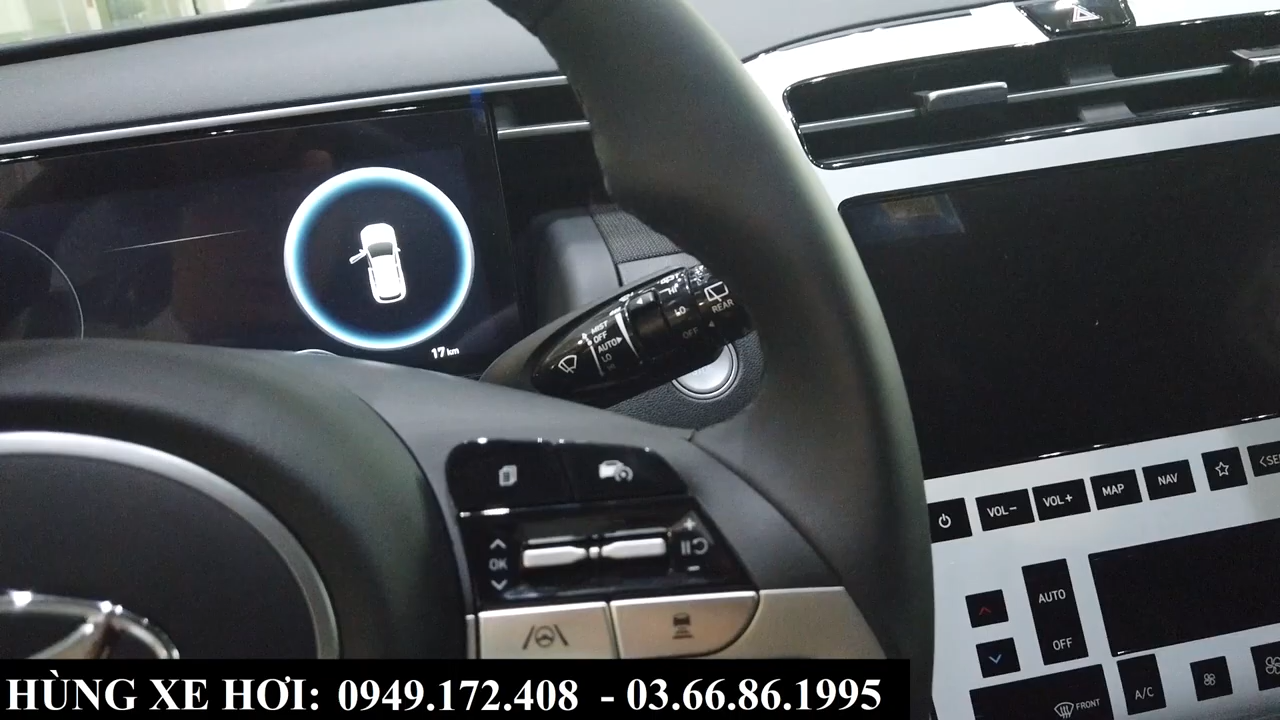 17 km
MIST
OFF
AUTO
LO
HI
LO
OFF
REAR
OK
VOL−
VOL+
MAP
NAV
AUTO
OFF
FRONT
A/C
HÙNG XE HƠI: 0949.172.408 - 03.66.86.1995